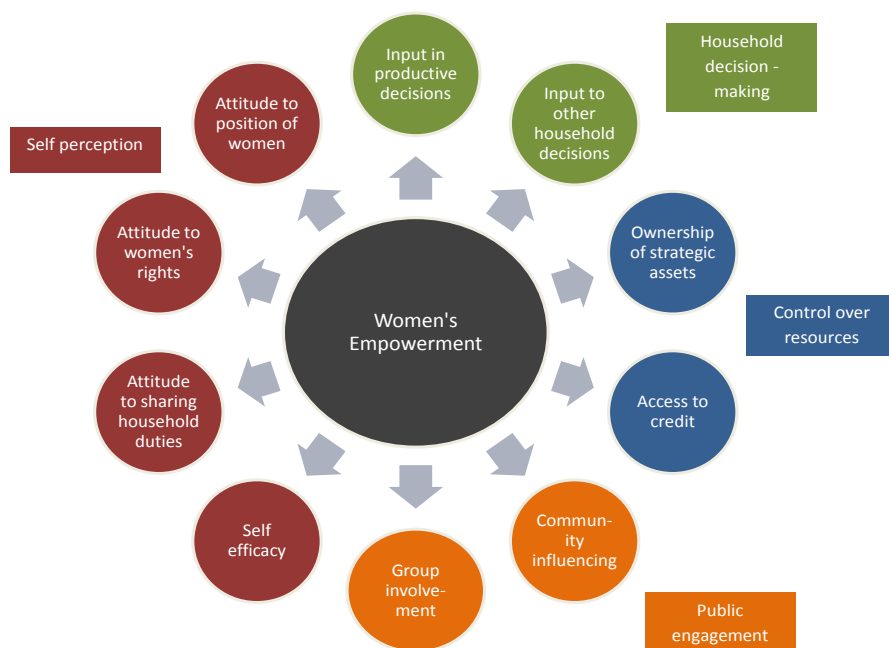 Input in
productive
decisions
Household
decision -
making
Input to
other
household
decisions
Attitude to
position of
women
Self perception
Attitude to
women's
rights
Ownership
of strategic
assets
Women's
Empowerment
Control over
resources
Attitude
to sharing
household
duties
Access to
credit
Self
efficacy
Commun-
ity
influencing
Group
involve-
ment
Public
engagement